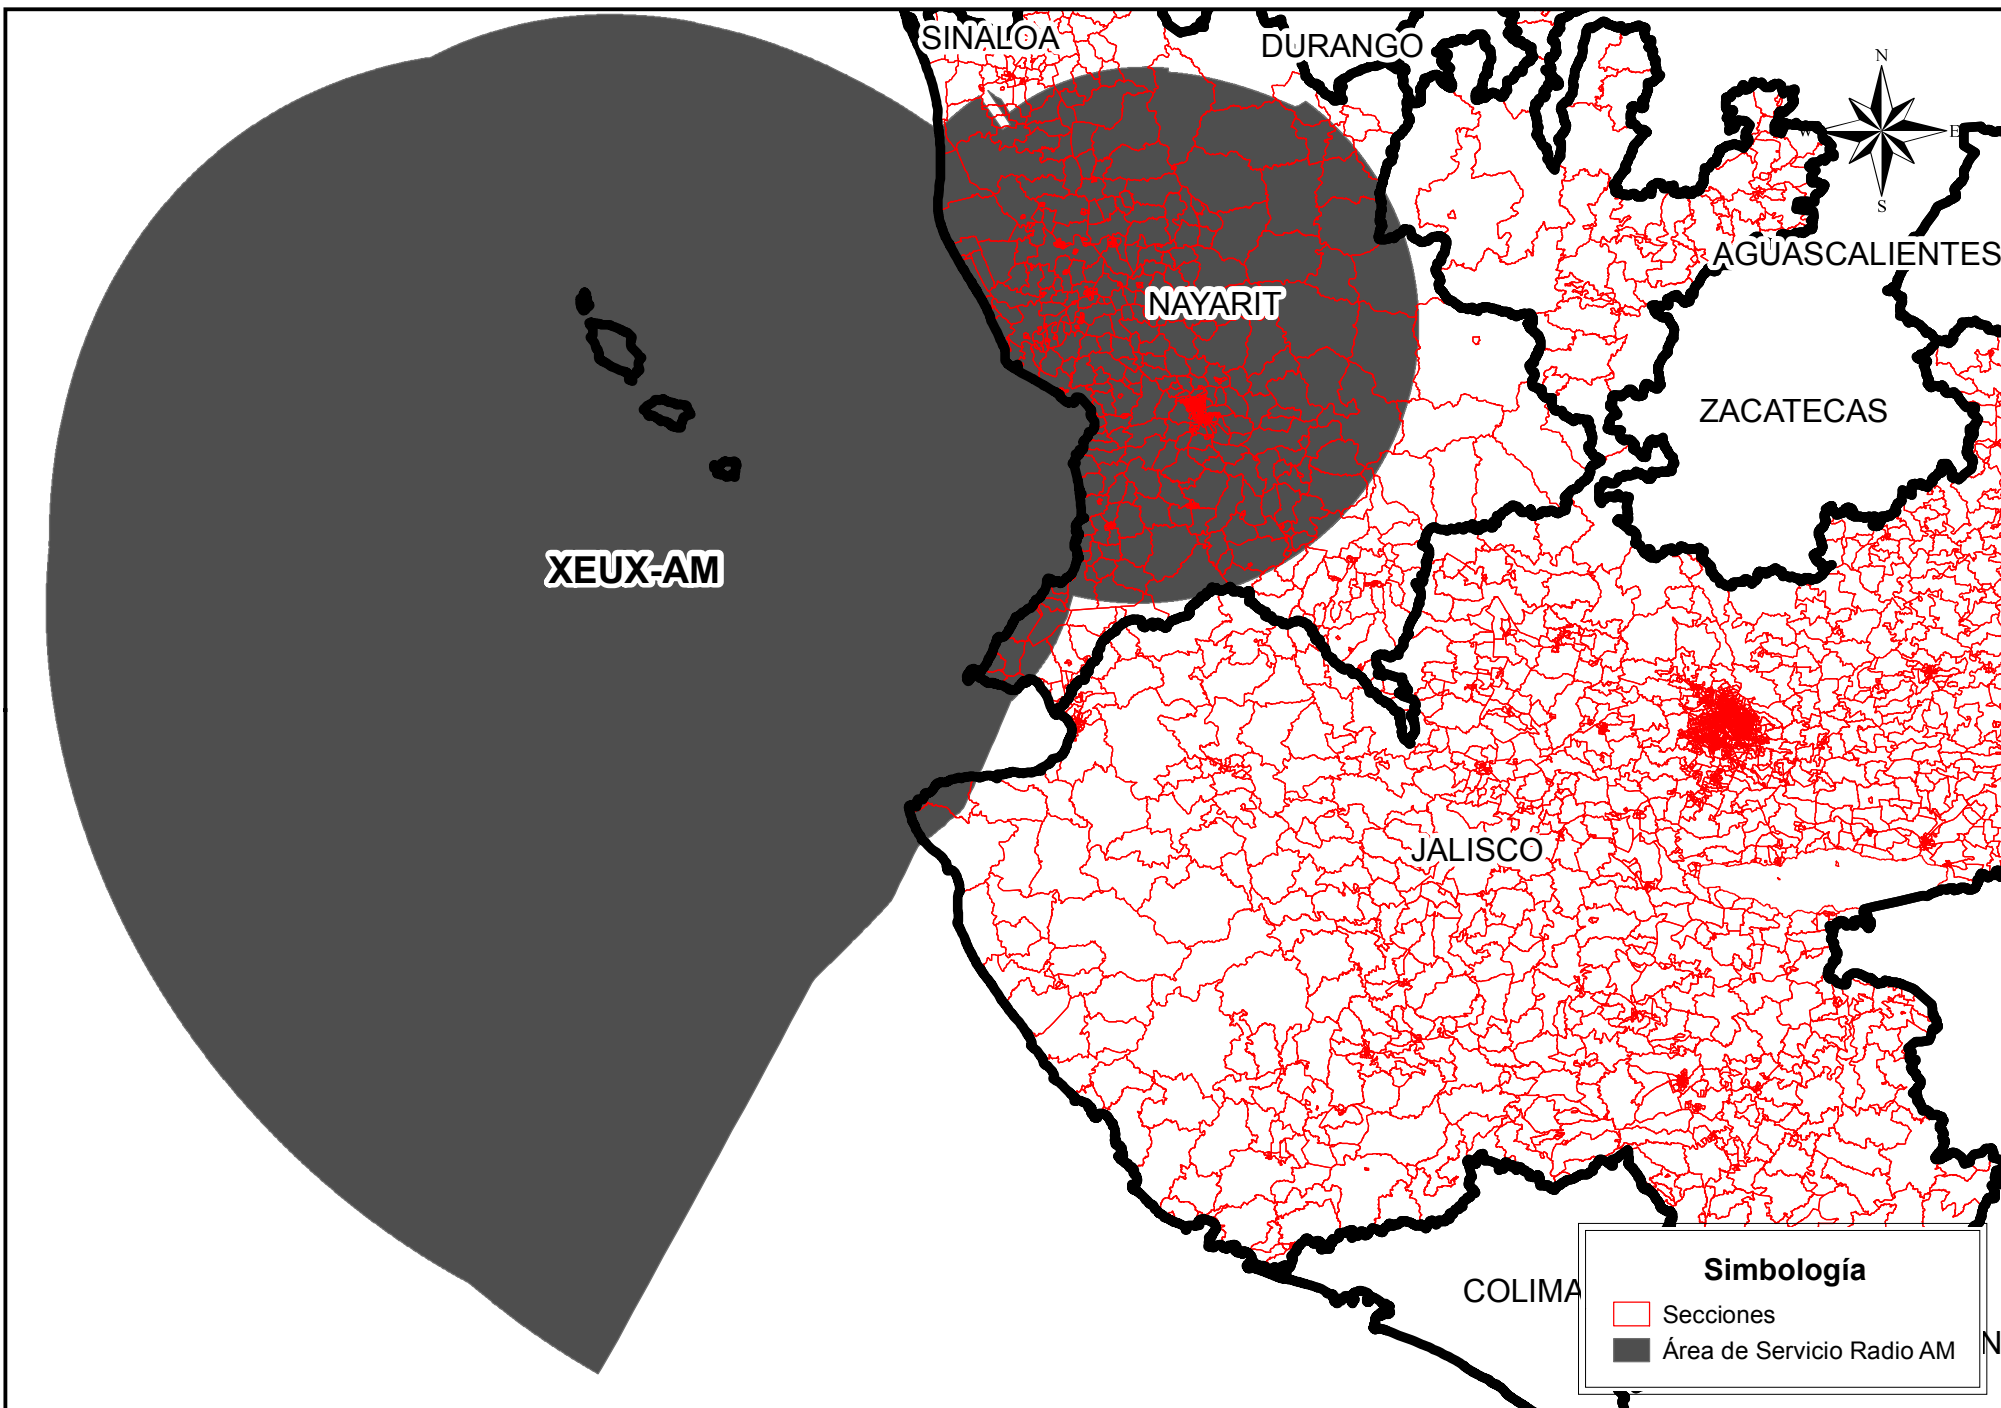 SINALOA
DURANGO
N
W
E
S
AGUASCALIENTES
NAYARIT
ZACATECAS
XEUX-AM
JALISCO
COLIMA
Simbología
Secciones
Área de Servicio Radio AM
N